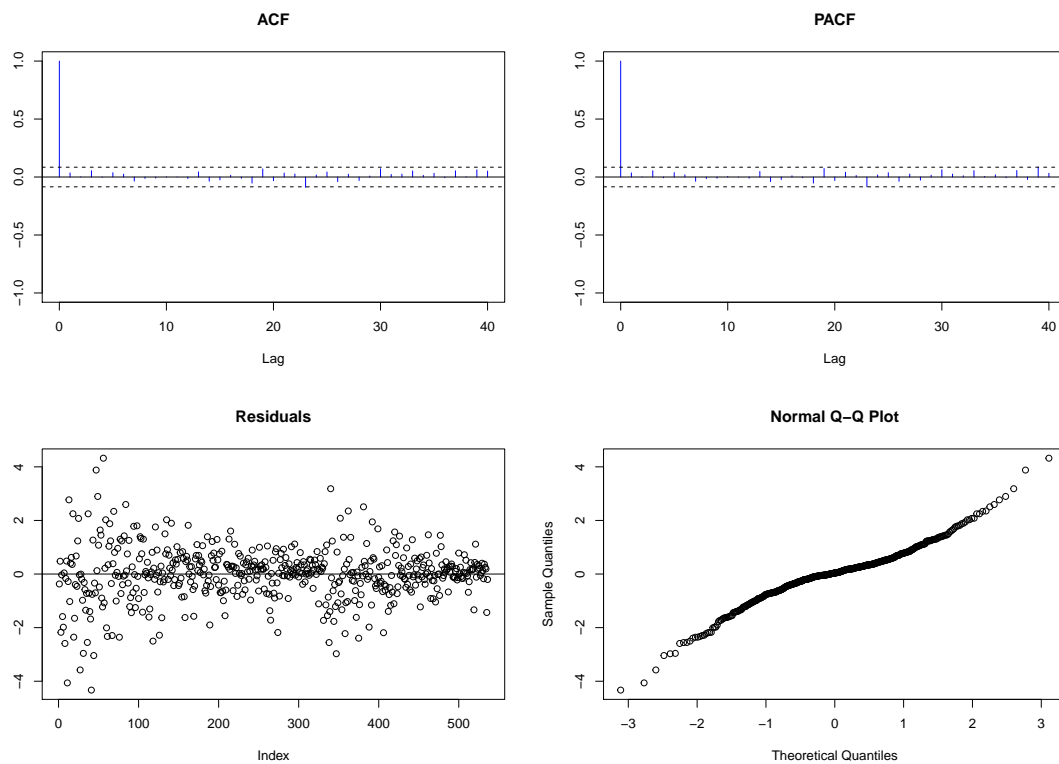 ACF
1.0
0.5
0.0
−0.5
−1.0
0 10 20 30 40
Lag
PACF
1.0
0.5
0.0
−0.5
−1.0
0 10 20 30 40
Lag
Residuals
4
2
0
−2
−4
0 100 200 300 400 500
Index
Normal Q−Q Plot
Sample Quantiles
4
2
0
−2
−4
−3 −2 −1 0 1 2 3
Theoretical Quantiles